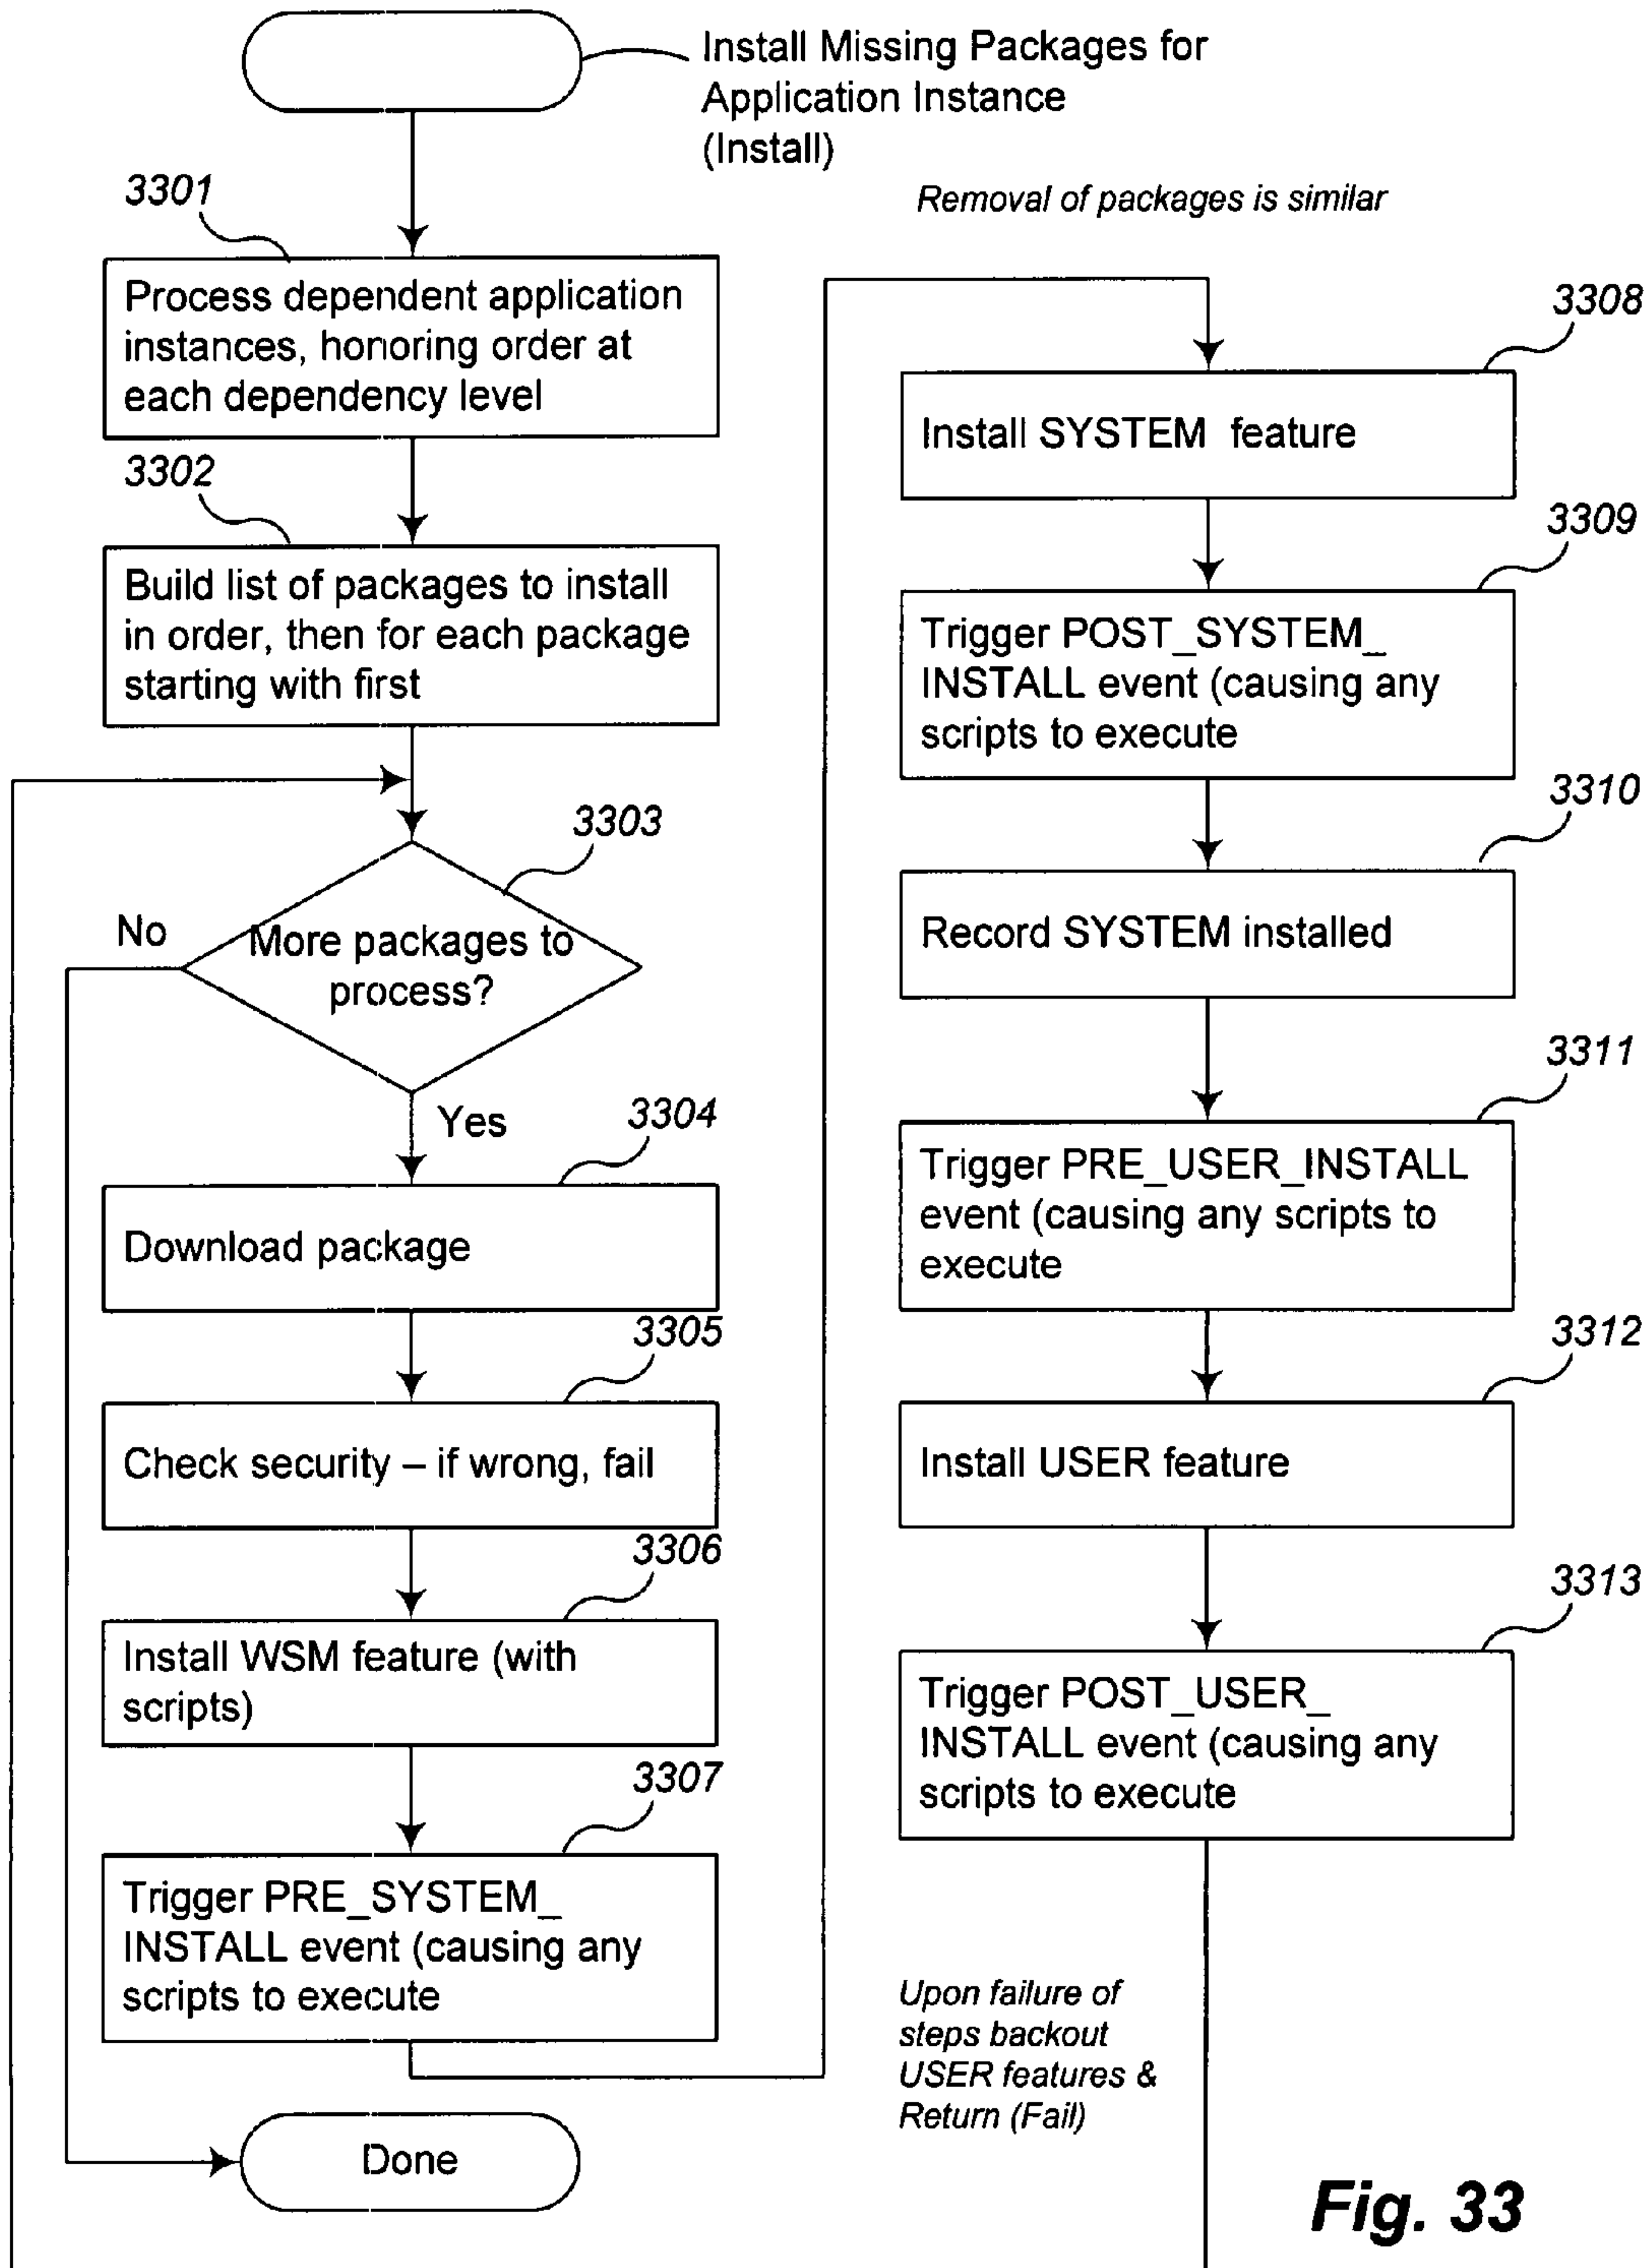 Install Missing Packages for
Application Instance
(Install)
Removal of packages is similar
3301
Process dependent application
instances, honoring order at
each dependency level
3302
Build list of packages to install
in order, then for each package
starting with first
3303
No
More packages to
process?
Yes
3304
Download package
3305
Check security – if wrong, fail
3306
Install WSM feature (with
scripts)
3307
Trigger PRE_SYSTEM_
INSTALL event (causing any
scripts to execute
Done
3308
Install SYSTEM feature
3309
Trigger POST_SYSTEM_
INSTALL event (causing any
scripts to execute
3310
Record SYSTEM installed
3311
Trigger PRE_USER_INSTALL
event (causing any scripts to
execute
3312
Install USER feature
3313
Trigger POST_USER_
INSTALL event (causing any
scripts to execute
Upon failure of
steps backout
USER features &
Return (Fail)
Fig. 33